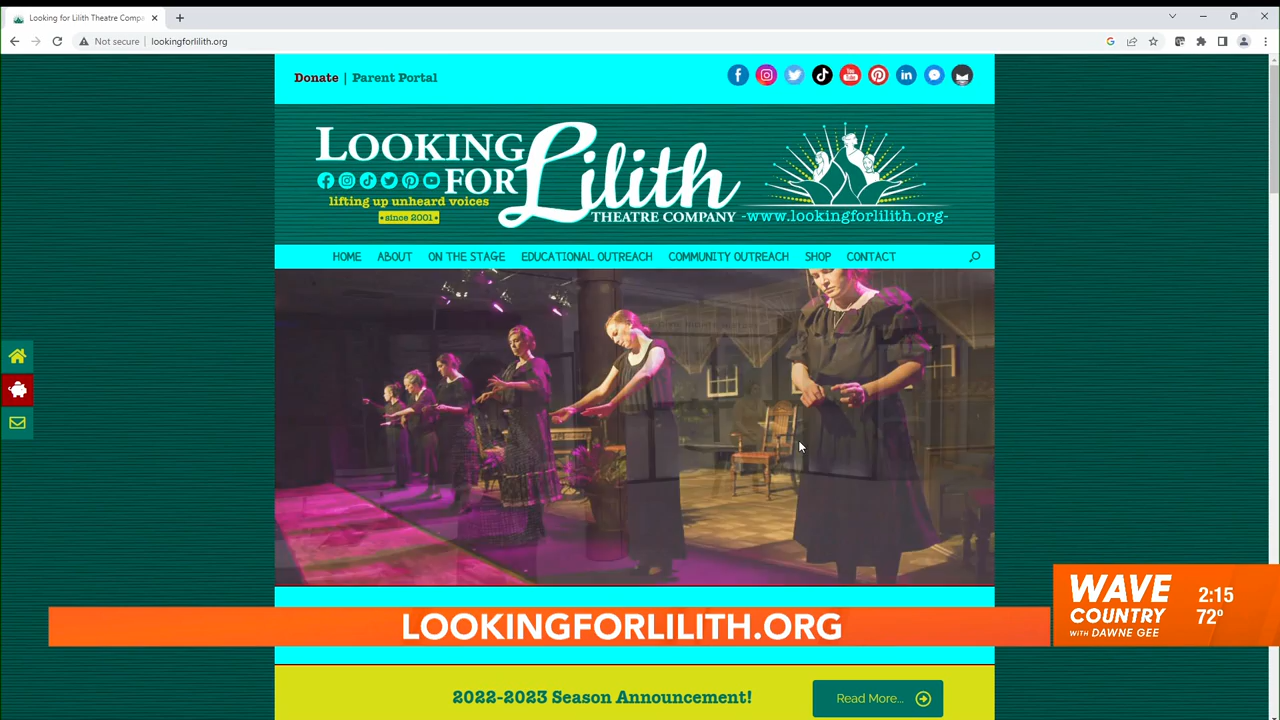 Looking for Lilith Theatre Compa
Not secure
lookingforlilith.org
Donate | Parent Portal
LOOKING
FOR
Lilith
lifting up unheard voices
• since 2001 •
THEATRE COMPANY
-www.lookingforlilith.org-
HOME ABOUT ON THE STAGE EDUCATIONAL OUTREACH COMMUNITY OUTREACH SHOP CONTACT
WAVE
COUNTRY
WITH DAWNE GEE
2:15
72º
LOOKINGFORLILITH.ORG
2022-2023 Season Announcement!
Read More...